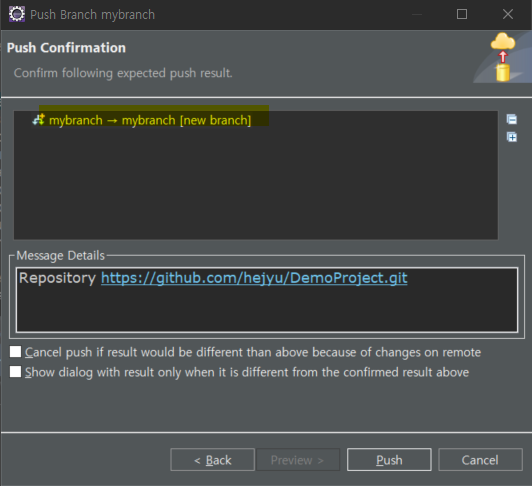 Push Branch mybranch
Push Confirmation
Confirm following expected push result.
mybranch → mybranch [new branch]
Message Details
Repository https://github.com/hejyu/DemoProject.git
Cancel push if result would be different than above because of changes on remote
Show dialog with result only when it is different from the confirmed result above
< Back
Preview >
Push
Cancel